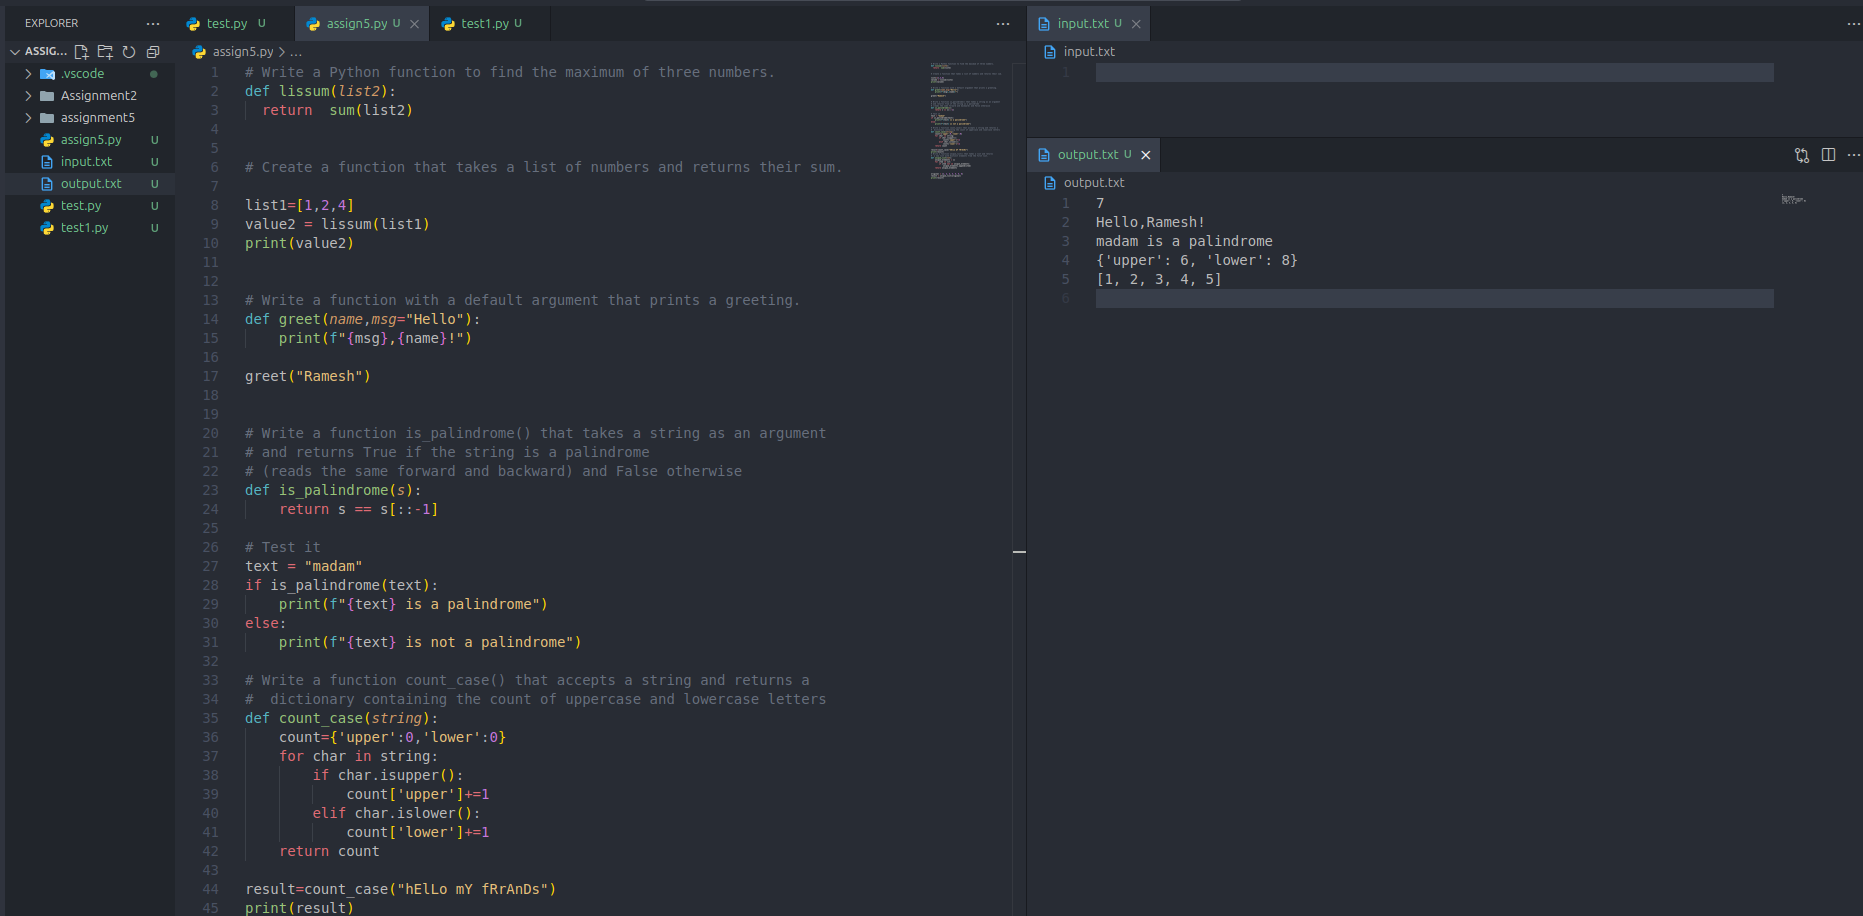 EXPLORER
ASSIG...
.vscode
Assignment2
assignment5
assign5.py U
input.txt U
output.txt U
test.py U
test1.py U
test.py U
assign5.py U
test1.py U
assign5.py > ...
1 # Write a Python function to find the maximum of three numbers.
2 def lissum(list2):
3   return  sum(list2)
4
5
6 # Create a function that takes a list of numbers and returns their sum.
7
8 list1=[1,2,4]
9 value2 = lissum(list1)
10 print(value2)
11
12
13 # Write a function with a default argument that prints a greeting.
14 def greet(name,msg="Hello"):
15     print(f"{msg},{name}!")
16
17 greet("Ramesh")
18
19
20 # Write a function is_palindrome() that takes a string as an argument
21 # and returns True if the string is a palindrome
22 # (reads the same forward and backward) and False otherwise
23 def is_palindrome(s):
24     return s == s[::-1]
25
26 # Test it
27 text = "madam"
28 if is_palindrome(text):
29     print(f"{text} is a palindrome")
30 else:
31     print(f"{text} is not a palindrome")
32
33 # Write a function count_case() that accepts a string and returns a
34 #  dictionary containing the count of uppercase and lowercase letters
35 def count_case(string):
36     count={'upper':0,'lower':0}
37     for char in string:
38         if char.isupper():
39             count['upper']+=1
40         elif char.islower():
41             count['lower']+=1
42     return count
43
44 result=count_case("hElLo mY fRrAnDs")
45 print(result)
input.txt U
input.txt
1
output.txt U
output.txt
1 7
2 Hello,Ramesh!
3 madam is a palindrome
4 {'upper': 6, 'lower': 8}
5 [1, 2, 3, 4, 5]
6